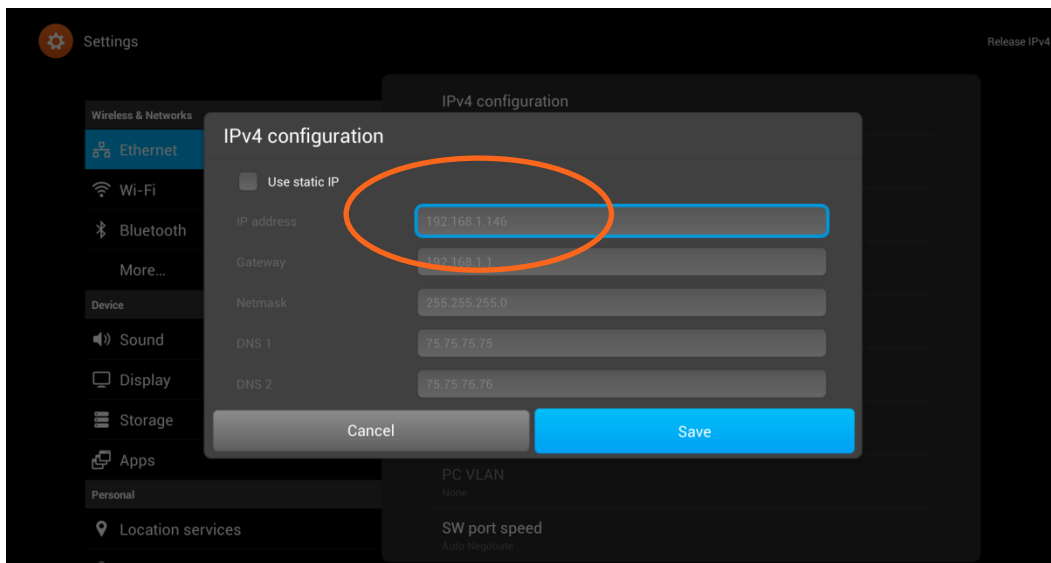 Settings
Release IPv4
Wireless & Networks
Ethernet
Wi-Fi
Bluetooth
More...
Device
Sound
Display
Storage
Apps
Personal
Location services
IPv4 configuration
IPv4 configuration
Use static IP
IP address 192.168.1.146
Gateway 192.168.1.1
Netmask 255.255.255.0
DNS 1 75.75.75.75
DNS 2 75.75.76.76
Cancel Save
PC VLAN
None
SW port speed
Auto Negotiate